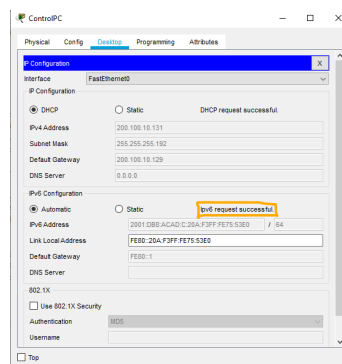 ControlPC
Physical Config Desktop Programming Attributes
IP Configuration X
Interface FastEthernet0
IP Configuration
DHCP Static DHCP request successful.
IPv4 Address 200.100.10.131
Subnet Mask 255.255.255.192
Default Gateway 200.100.10.129
DNS Server 0.0.0.0
IPv6 Configuration
Automatic Static Ipv6 request successful.
IPv6 Address 2001:DB8:ACAD:C:20A:F3FF:FE75:53E0 / 64
Link Local Address FE80::20A:F3FF:FE75:53E0
Default Gateway FE80::1
DNS Server
802.1X
Use 802.1X Security
Authentication MD5
Username
Top